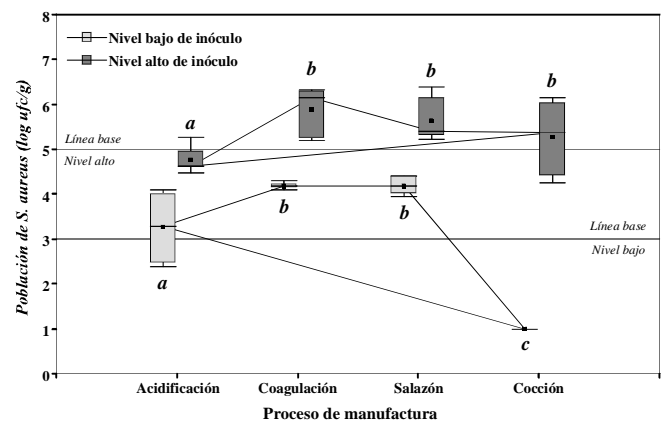 8
7
6
5
4
3
2
1
0
Población de S. aureus (log ufc/g)
Nivel bajo de inóculo
Nivel alto de inóculo
b
b
b
a
Línea base
Nivel alto
b
b
Línea base
Nivel bajo
a
c
Acidificación Coagulación Salazón Cocción
Proceso de manufactura